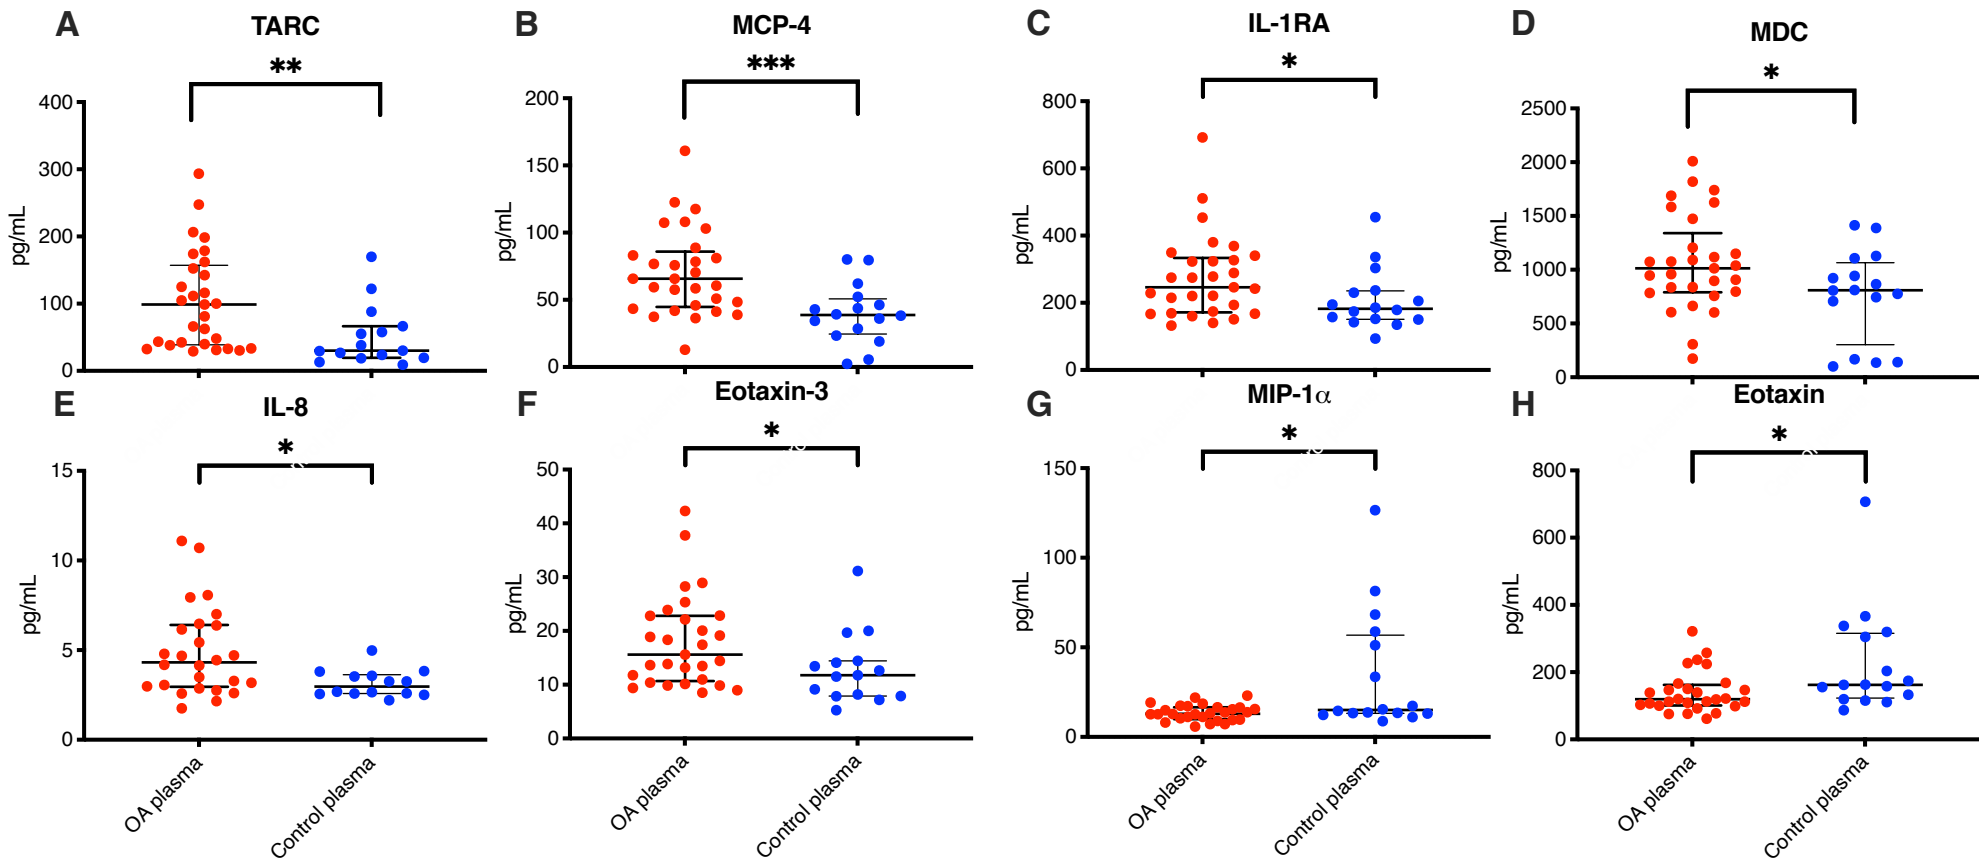 A TARC
**
400
300
200
100
0
pg/mL
B MCP-4
***
200
150
100
50
0
pg/mL
C IL-1RA
*
800
600
400
200
0
pg/mL
D MDC
*
2500
2000
1500
1000
500
0
pg/mL
E IL-8
*
15
10
5
0
pg/mL
OA plasma
Control plasma
F Eotaxin-3
*
50
40
30
20
10
0
pg/mL
OA plasma
Control plasma
G MIP-1α
*
150
100
50
0
pg/mL
OA plasma
Control plasma
H Eotaxin
*
800
600
400
200
0
pg/mL
OA plasma
Control plasma